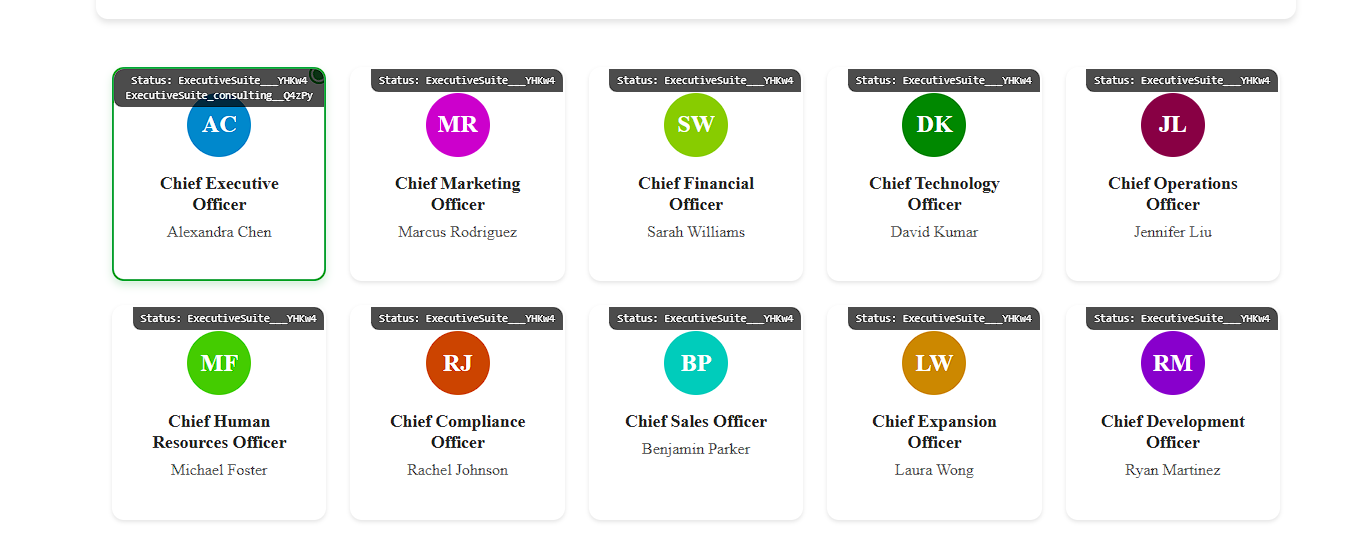 Status: ExecutiveSuite___YHKw4
ExecutiveSuite_consulting__Q4zPy
AC
Chief Executive
Officer
Alexandra Chen
Status: ExecutiveSuite___YHKw4
MR
Chief Marketing
Officer
Marcus Rodriguez
Status: ExecutiveSuite___YHKw4
SW
Chief Financial
Officer
Sarah Williams
Status: ExecutiveSuite___YHKw4
DK
Chief Technology
Officer
David Kumar
Status: ExecutiveSuite___YHKw4
JL
Chief Operations
Officer
Jennifer Liu
Status: ExecutiveSuite___YHKw4
MF
Chief Human
Resources Officer
Michael Foster
Status: ExecutiveSuite___YHKw4
RJ
Chief Compliance
Officer
Rachel Johnson
Status: ExecutiveSuite___YHKw4
BP
Chief Sales Officer
Benjamin Parker
Status: ExecutiveSuite___YHKw4
LW
Chief Expansion
Officer
Laura Wong
Status: ExecutiveSuite___YHKw4
RM
Chief Development
Officer
Ryan Martinez